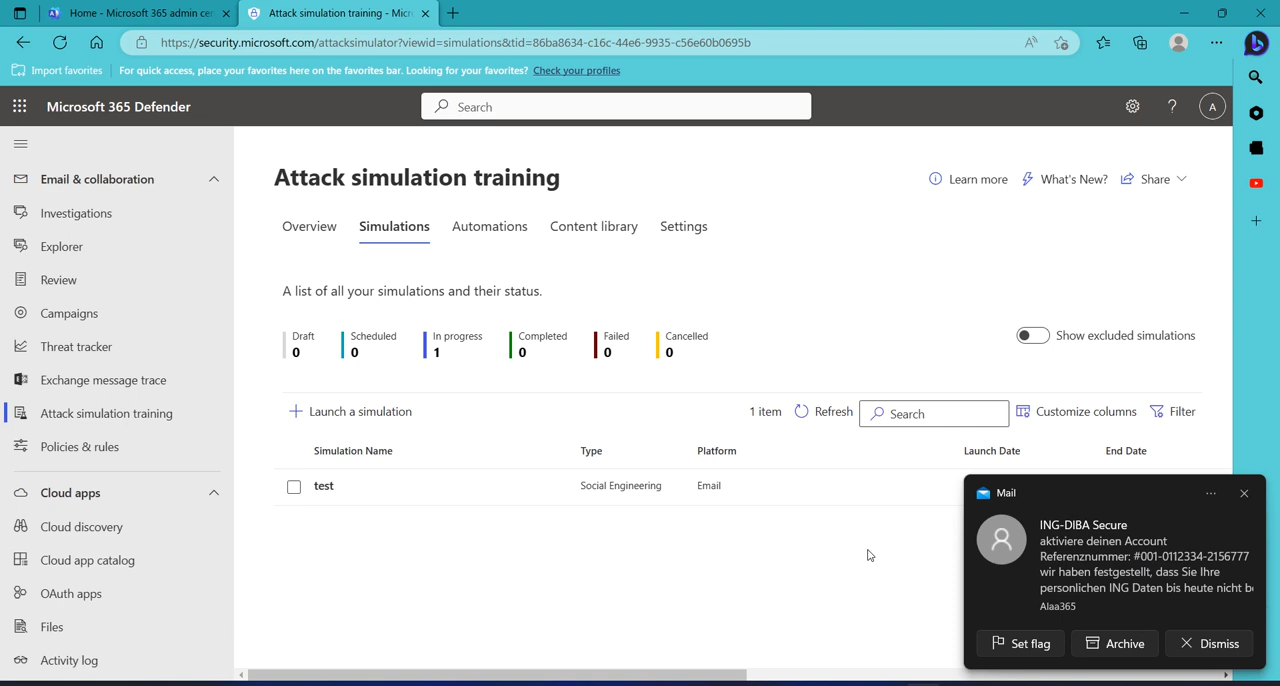 Home - Microsoft 365 admin cen
Attack simulation training - Micr
https://security.microsoft.com/attacksimulator?viewid=simulations&tid=86ba8634-c16c-44e6-9935-c56e60b0695b
Import favorites
For quick access, place your favorites here on the favorites bar. Looking for your favorites? Check your profiles
Microsoft 365 Defender
Search
A
Email & collaboration
Investigations
Explorer
Review
Campaigns
Threat tracker
Exchange message trace
Attack simulation training
Policies & rules
Cloud apps
Cloud discovery
Cloud app catalog
OAuth apps
Files
Activity log
Attack simulation training
Learn more
What's New?
Share
Overview
Simulations
Automations
Content library
Settings
A list of all your simulations and their status.
Draft
0
Scheduled
0
In progress
1
Completed
0
Failed
0
Cancelled
0
Show excluded simulations
Launch a simulation
1 item
Refresh
Search
Customize columns
Filter
Simulation Name
Type
Platform
Launch Date
End Date
test
Social Engineering
Email
Mail
ING-DIBA Secure
aktiviere deinen Account
Referenznummer: #001-0112334-2156777
wir haben festgestellt, dass Sie Ihre
personlichen ING Daten bis heute nicht be
Alaa365
Set flag
Archive
Dismiss